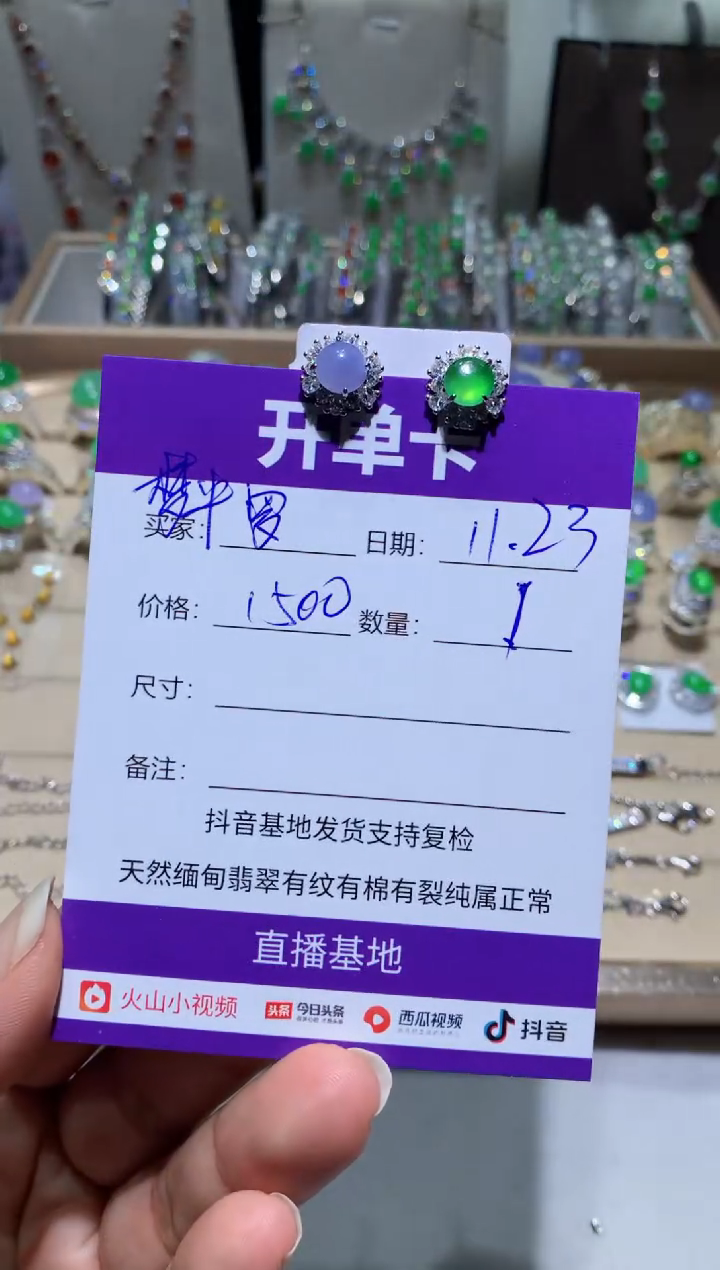 开单卡
买家: 日期: 11.23
价格: 1500 数量: 1
尺寸:
备注:
抖音基地发货支持复检
天然缅甸翡翠有纹有棉有裂纯属正常
直播基地
火山小视频 头条 今日头条 西瓜视频 抖音